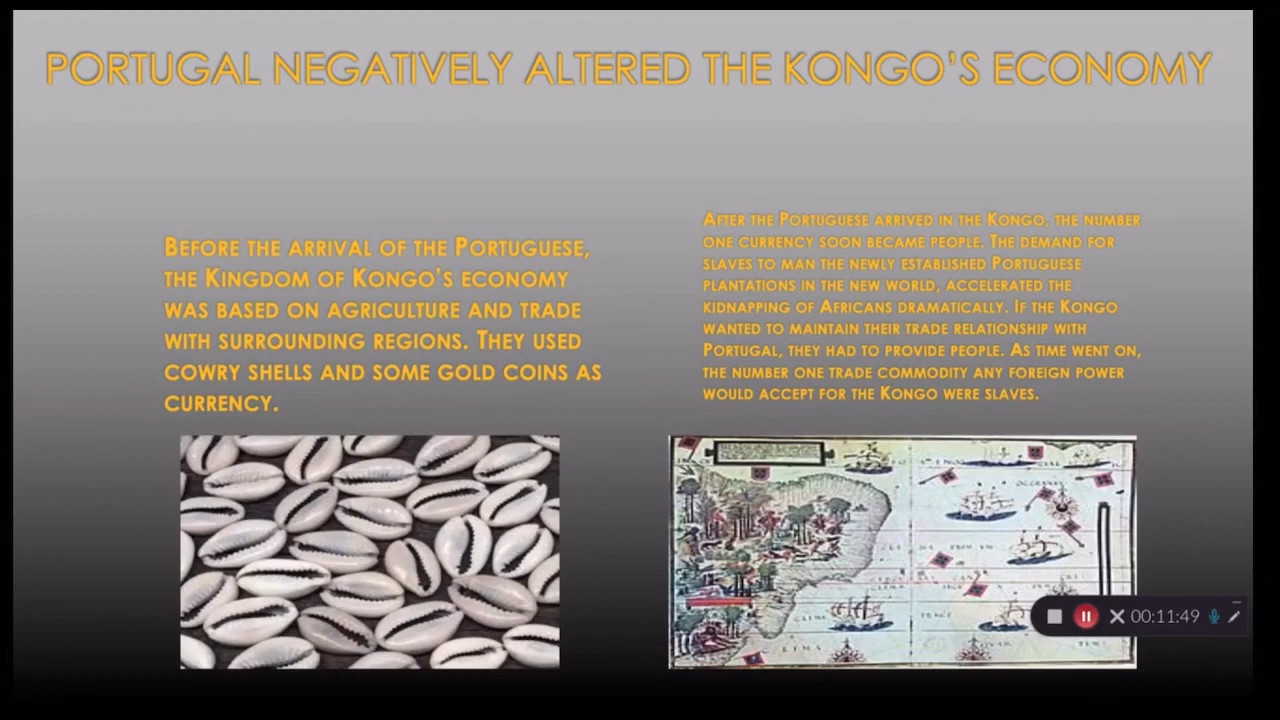 PORTUGAL NEGATIVELY ALTERED THE KONGO'S ECONOMY
BEFORE THE ARRIVAL OF THE PORTUGUESE,
THE KINGDOM OF KONGO'S ECONOMY
WAS BASED ON AGRICULTURE AND TRADE
WITH SURROUNDING REGIONS. THEY USED
COWRY SHELLS AND SOME GOLD COINS AS
CURRENCY.
AFTER THE PORTUGUESE ARRIVED IN THE KONGO, THE NUMBER
ONE CURRENCY SOON BECAME PEOPLE. THE DEMAND FOR
SLAVES TO MAN THE NEWLY ESTABLISHED PORTUGUESE
PLANTATIONS IN THE NEW WORLD, ACCELERATED THE
KIDNAPPING OF AFRICANS DRAMATICALLY. IF THE KONGO
WANTED TO MAINTAIN THEIR TRADE RELATIONSHIP WITH
PORTUGAL, THEY HAD TO PROVIDE PEOPLE. AS TIME WENT ON,
THE NUMBER ONE TRADE COMMODITY ANY FOREIGN POWER
WOULD ACCEPT FOR THE KONGO WERE SLAVES.
00:11:49